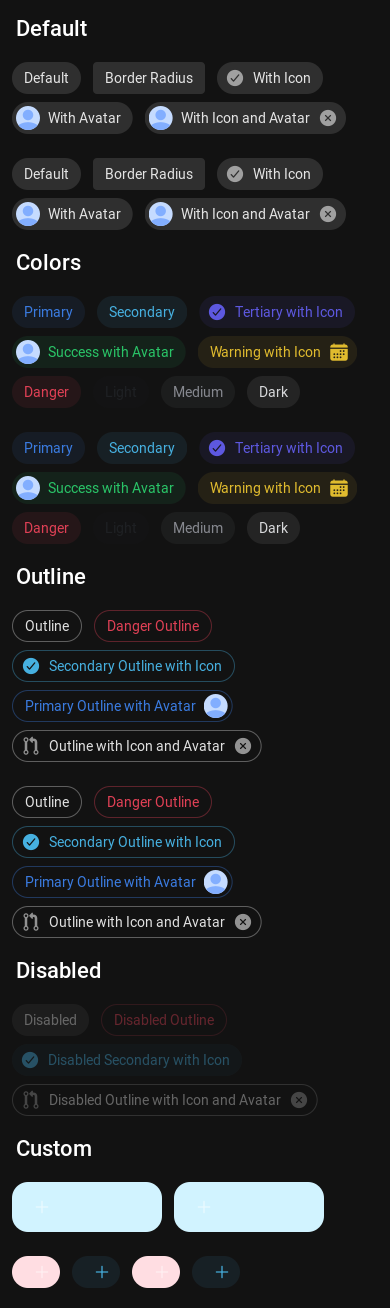 Default
Default Border Radius With Icon
With Avatar With Icon and Avatar
Default Border Radius With Icon
With Avatar With Icon and Avatar
Colors
Primary Secondary Tertiary with Icon
Success with Avatar Warning with Icon
Danger Light Medium Dark
Primary Secondary Tertiary with Icon
Success with Avatar Warning with Icon
Danger Light Medium Dark
Outline
Outline Danger Outline
Secondary Outline with Icon
Primary Outline with Avatar
Outline with Icon and Avatar
Outline Danger Outline
Secondary Outline with Icon
Primary Outline with Avatar
Outline with Icon and Avatar
Disabled
Disabled Disabled Outline
Disabled Secondary with Icon
Disabled Outline with Icon and Avatar
Custom